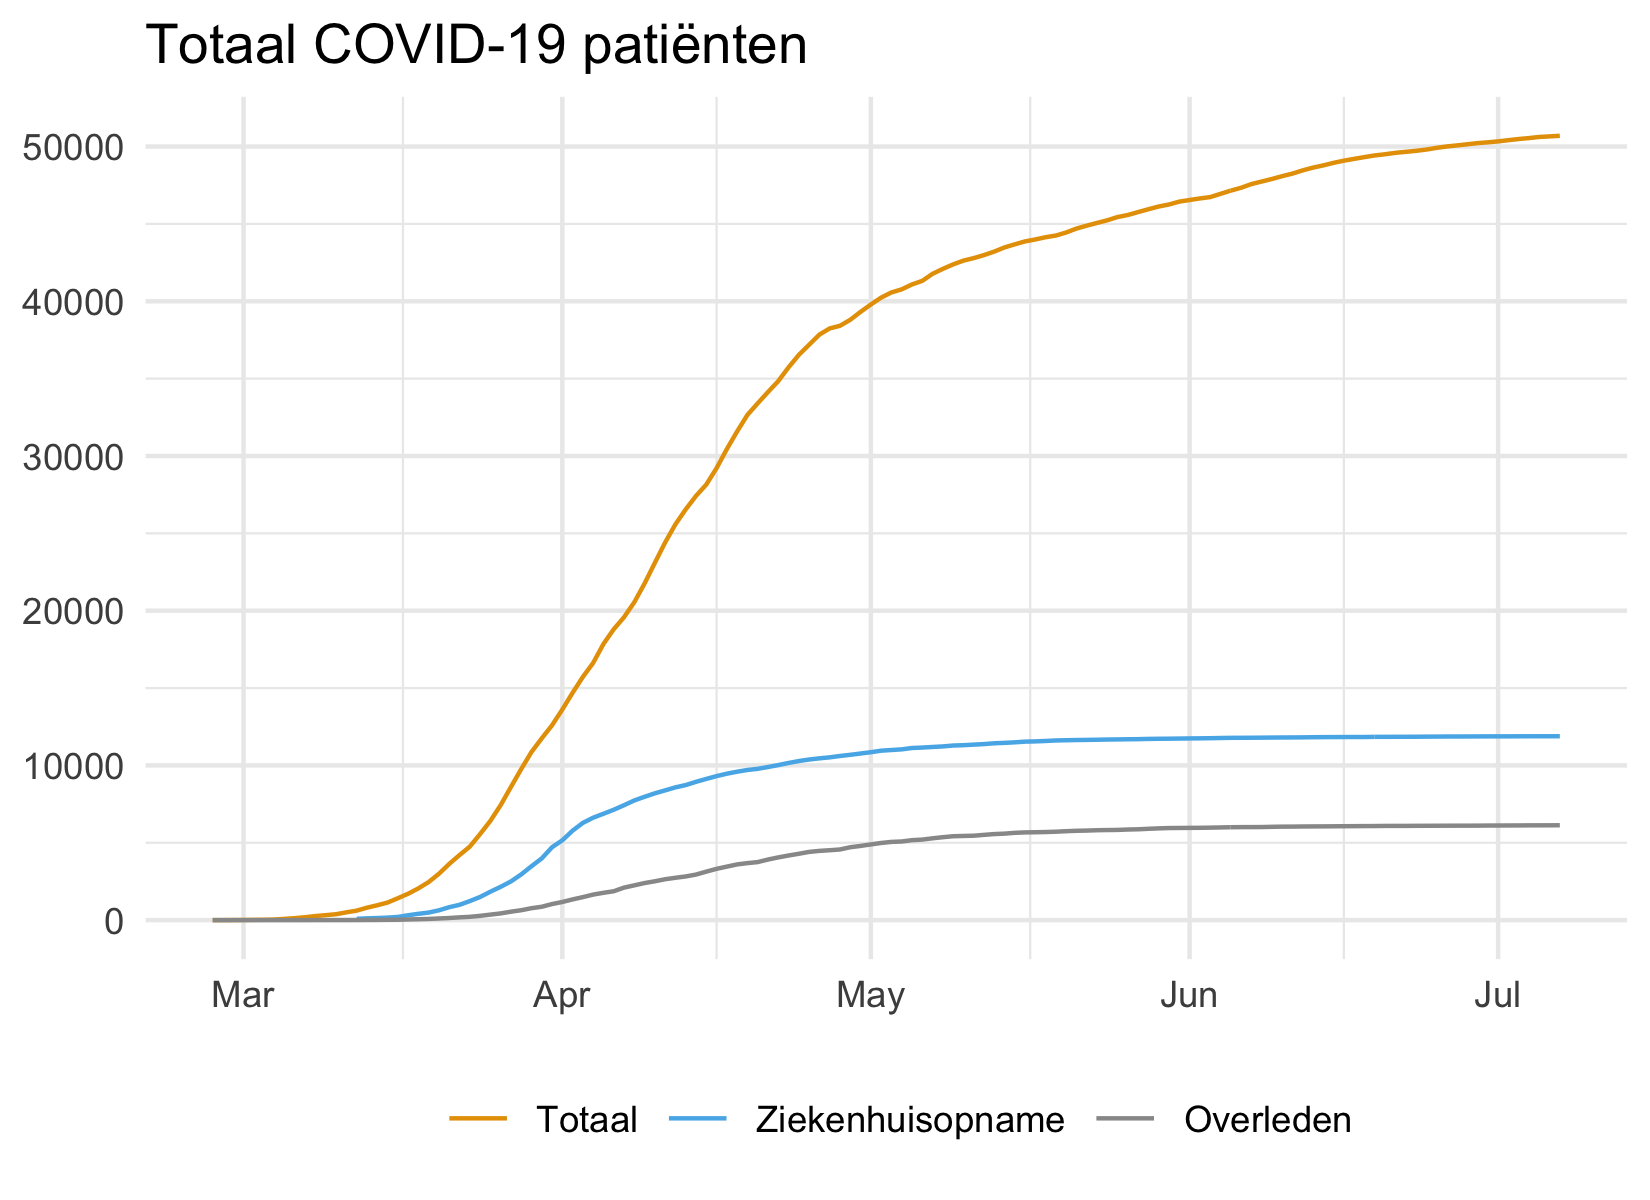 Totaal COVID-19 patiënten
50000
40000
30000
20000
10000
0
Mar Apr May Jun Jul
Totaal Ziekenhuisopname Overleden